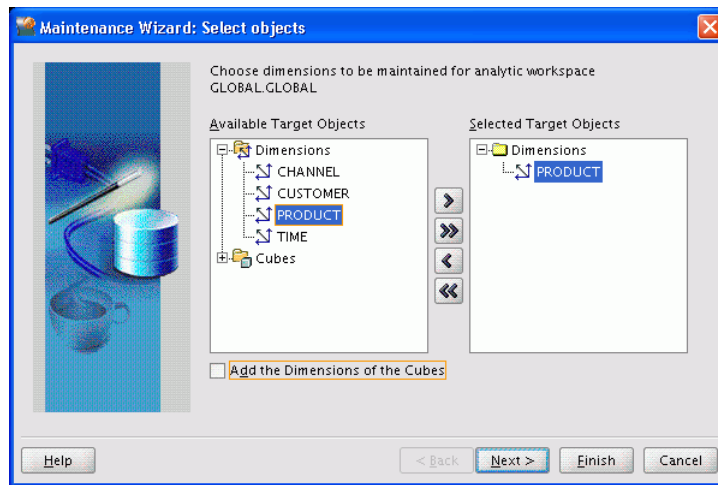 Maintenance Wizard: Select objects
Choose dimensions to be maintained for analytic workspace
GLOBAL.GLOBAL
Available Target Objects
Dimensions
CHANNEL
CUSTOMER
PRODUCT
TIME
Cubes
Selected Target Objects
Dimensions
PRODUCT
Add the Dimensions of the Cubes
Help
< Back
Next >
Finish
Cancel